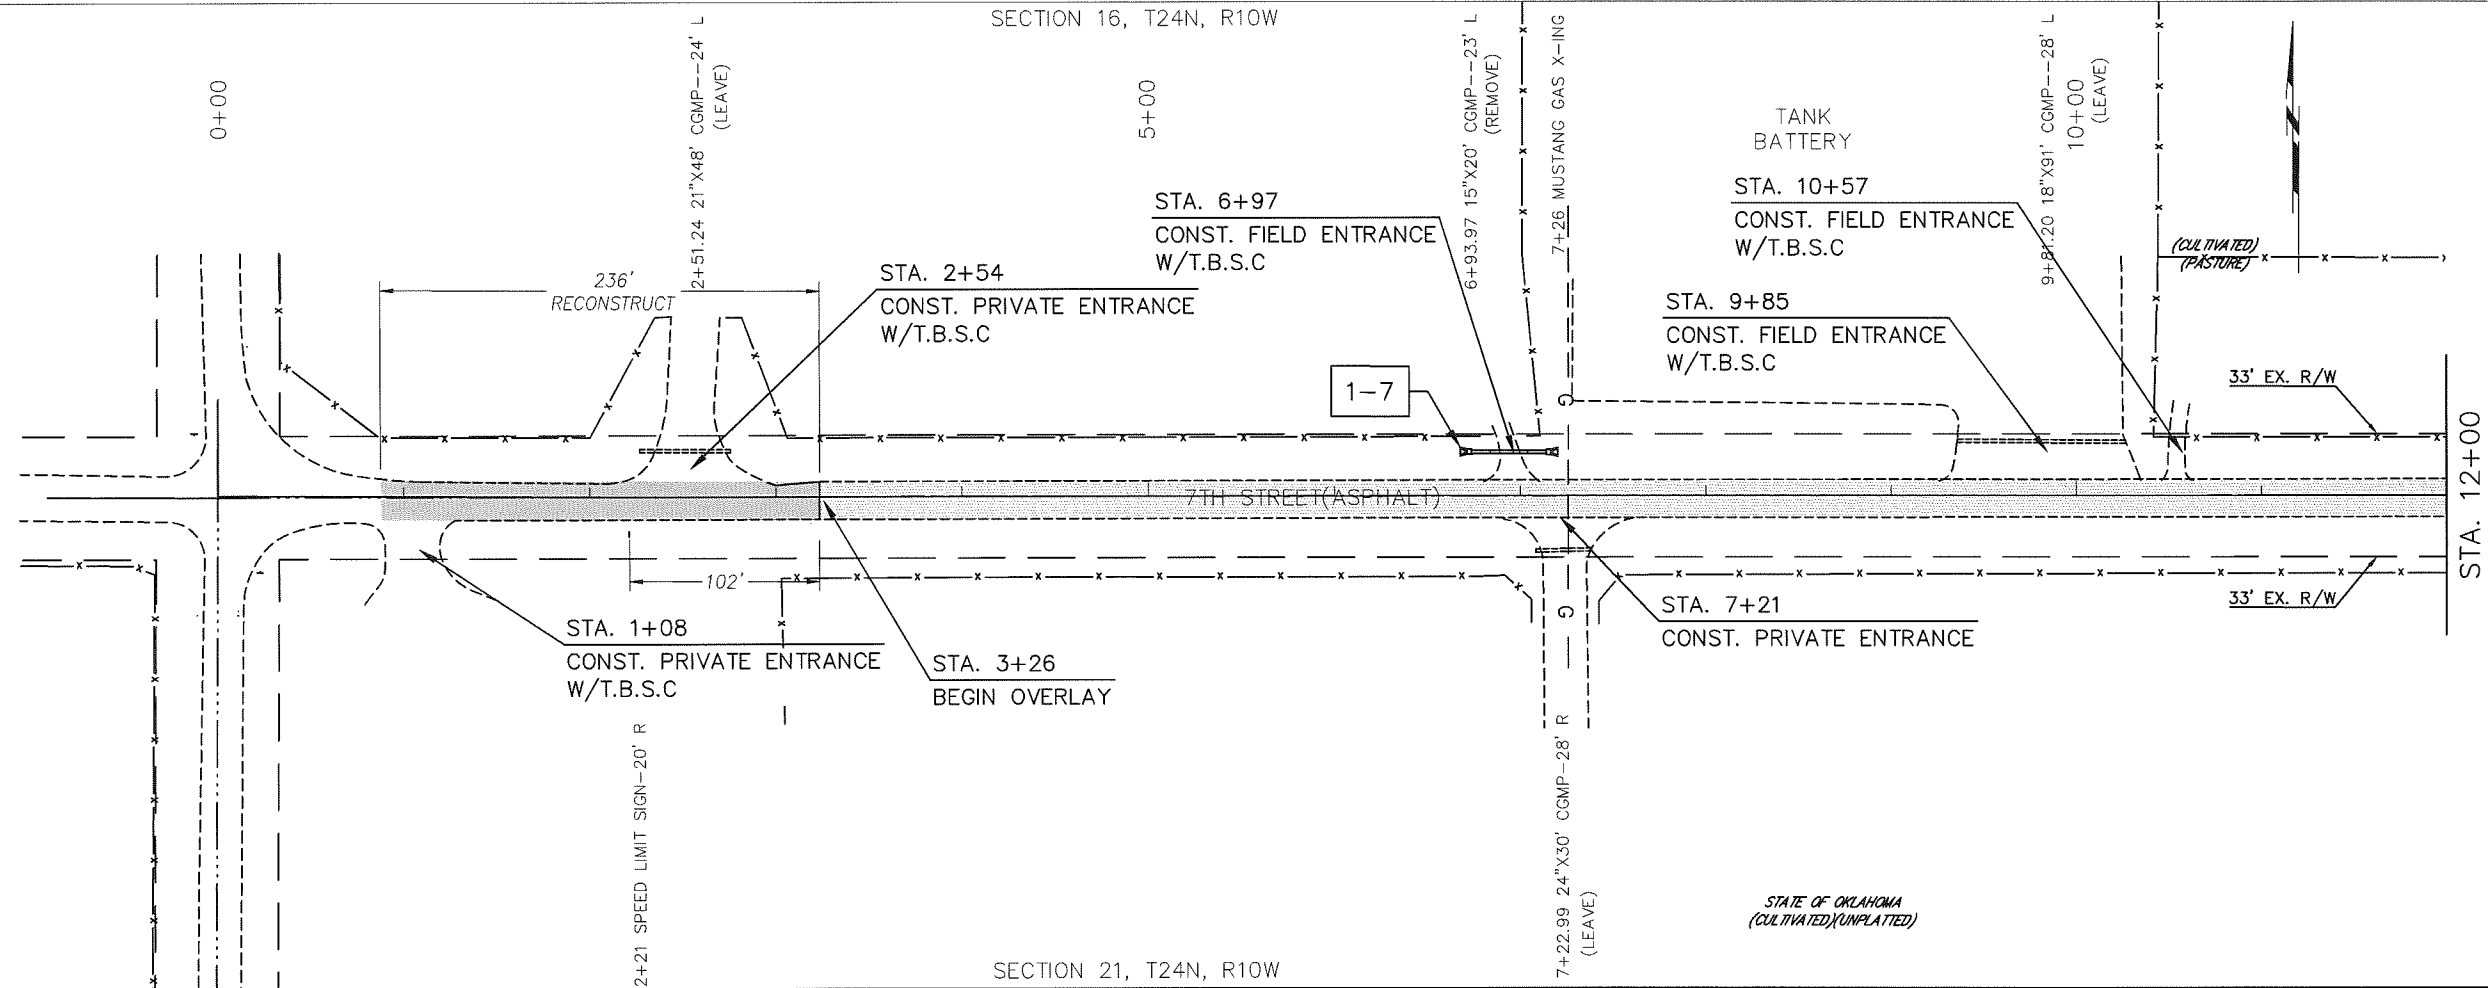 SECTION 16, T24N, R10W
0+00
2+51.24 21"X48' CGMP--24' L
(LEAVE)
5+00
6+93.97 15"X20' CGMP--23' L
(REMOVE)
7+26 MUSTANG GAS X-ING
TANK
BATTERY
9+81.20 18"X91' CGMP--28' L
10+00
(LEAVE)
STA. 6+97
CONST. FIELD ENTRANCE
W/T.B.S.C
STA. 10+57
CONST. FIELD ENTRANCE
W/T.B.S.C
(CULTIVATED)
(PASTURE)
236'
RECONSTRUCT
STA. 2+54
CONST. PRIVATE ENTRANCE
W/T.B.S.C
STA. 9+85
CONST. FIELD ENTRANCE
W/T.B.S.C
1-7
33' EX. R/W
G
7TH STREET(ASPHALT)
STA. 12+00
102'
33' EX. R/W
G
STA. 1+08
CONST. PRIVATE ENTRANCE
W/T.B.S.C
STA. 3+26
BEGIN OVERLAY
STA. 7+21
CONST. PRIVATE ENTRANCE
2+21 SPEED LIMIT SIGN-20' R
7+22.99 24"X30' CGMP-28' R
(LEAVE)
STATE OF OKLAHOMA
(CULTIVATED)(UNPLATTED)
SECTION 21, T24N, R10W